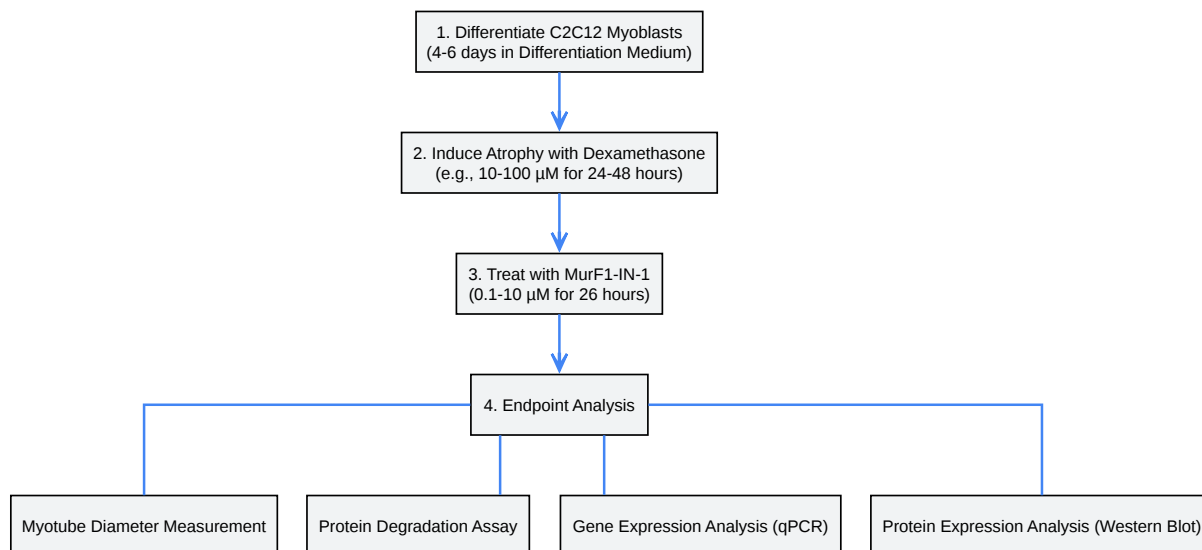 1. Differentiate C2C12 Myoblasts
(4-6 days in Differentiation Medium)
2. Induce Atrophy with Dexamethasone
(e.g., 10-100 µM for 24-48 hours)
3. Treat with MurF1-IN-1
(0.1-10 µM for 26 hours)
4. Endpoint Analysis
Myotube Diameter Measurement
Protein Degradation Assay
Gene Expression Analysis (qPCR)
Protein Expression Analysis (Western Blot)